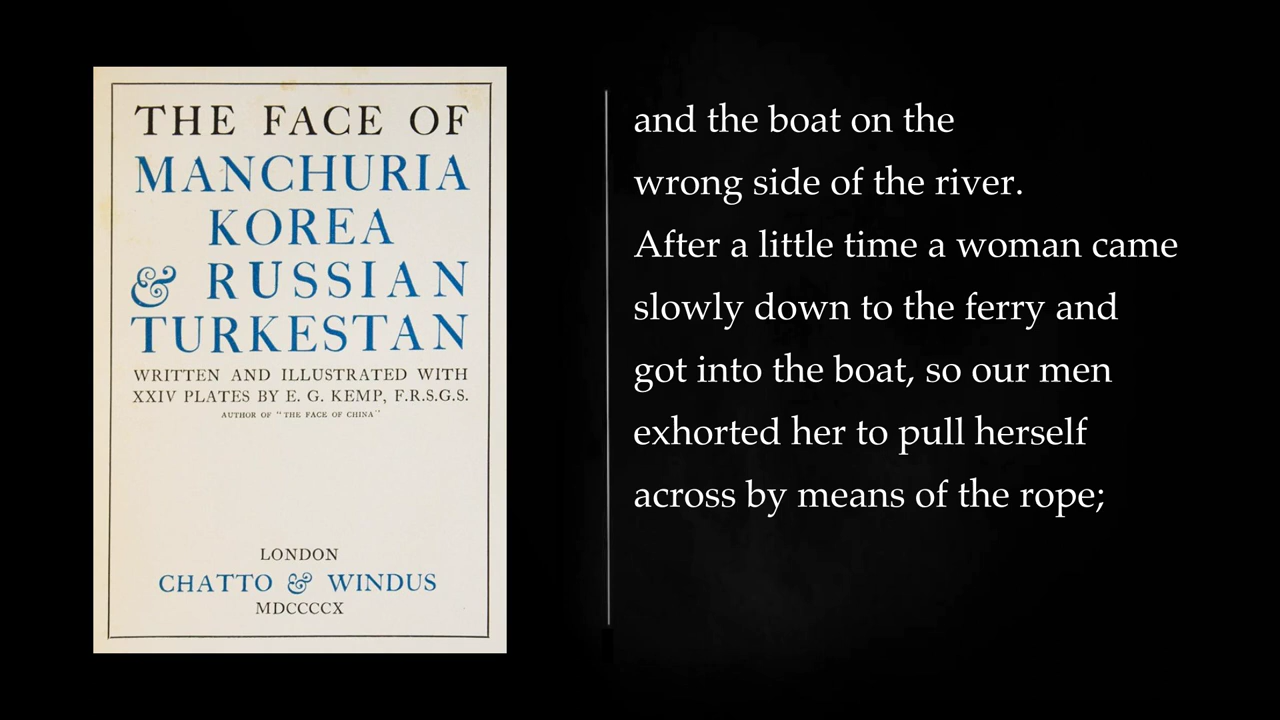 THE FACE OF
MANCHURIA
KOREA
& RUSSIAN
TURKESTAN
WRITTEN AND ILLUSTRATED WITH
XXIV PLATES BY E. G. KEMP, F.R.S.G.S.
AUTHOR OF "THE FACE OF CHINA"
LONDON
CHATTO & WINDUS
MDCCCCX
and the boat on the
wrong side of the river.
After a little time a woman came
slowly down to the ferry and
got into the boat, so our men
exhorted her to pull herself
across by means of the rope;